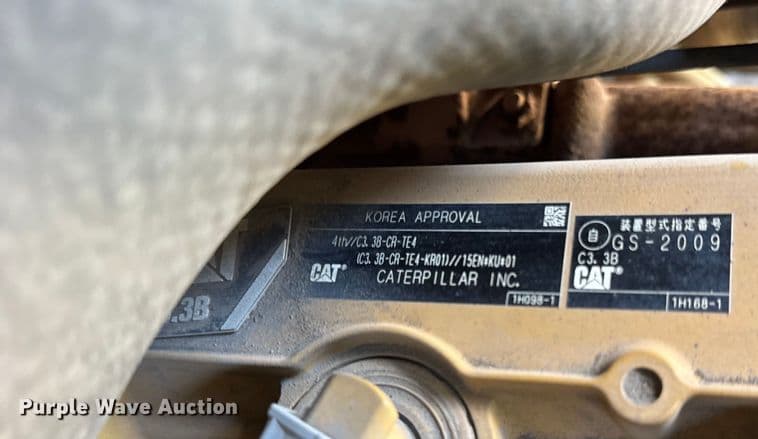 KOREA APPROVAL
4th//C3.3B-CR-TE4
(C3.3B-CR-TE4-KR01)//15EN*KU*01
CAT® CATERPILLAR INC.
1H098-1
装置型式指定番号
自 GS-2009
C3.3B
CAT®
1H168-1
.3B
Purple Wave Auction